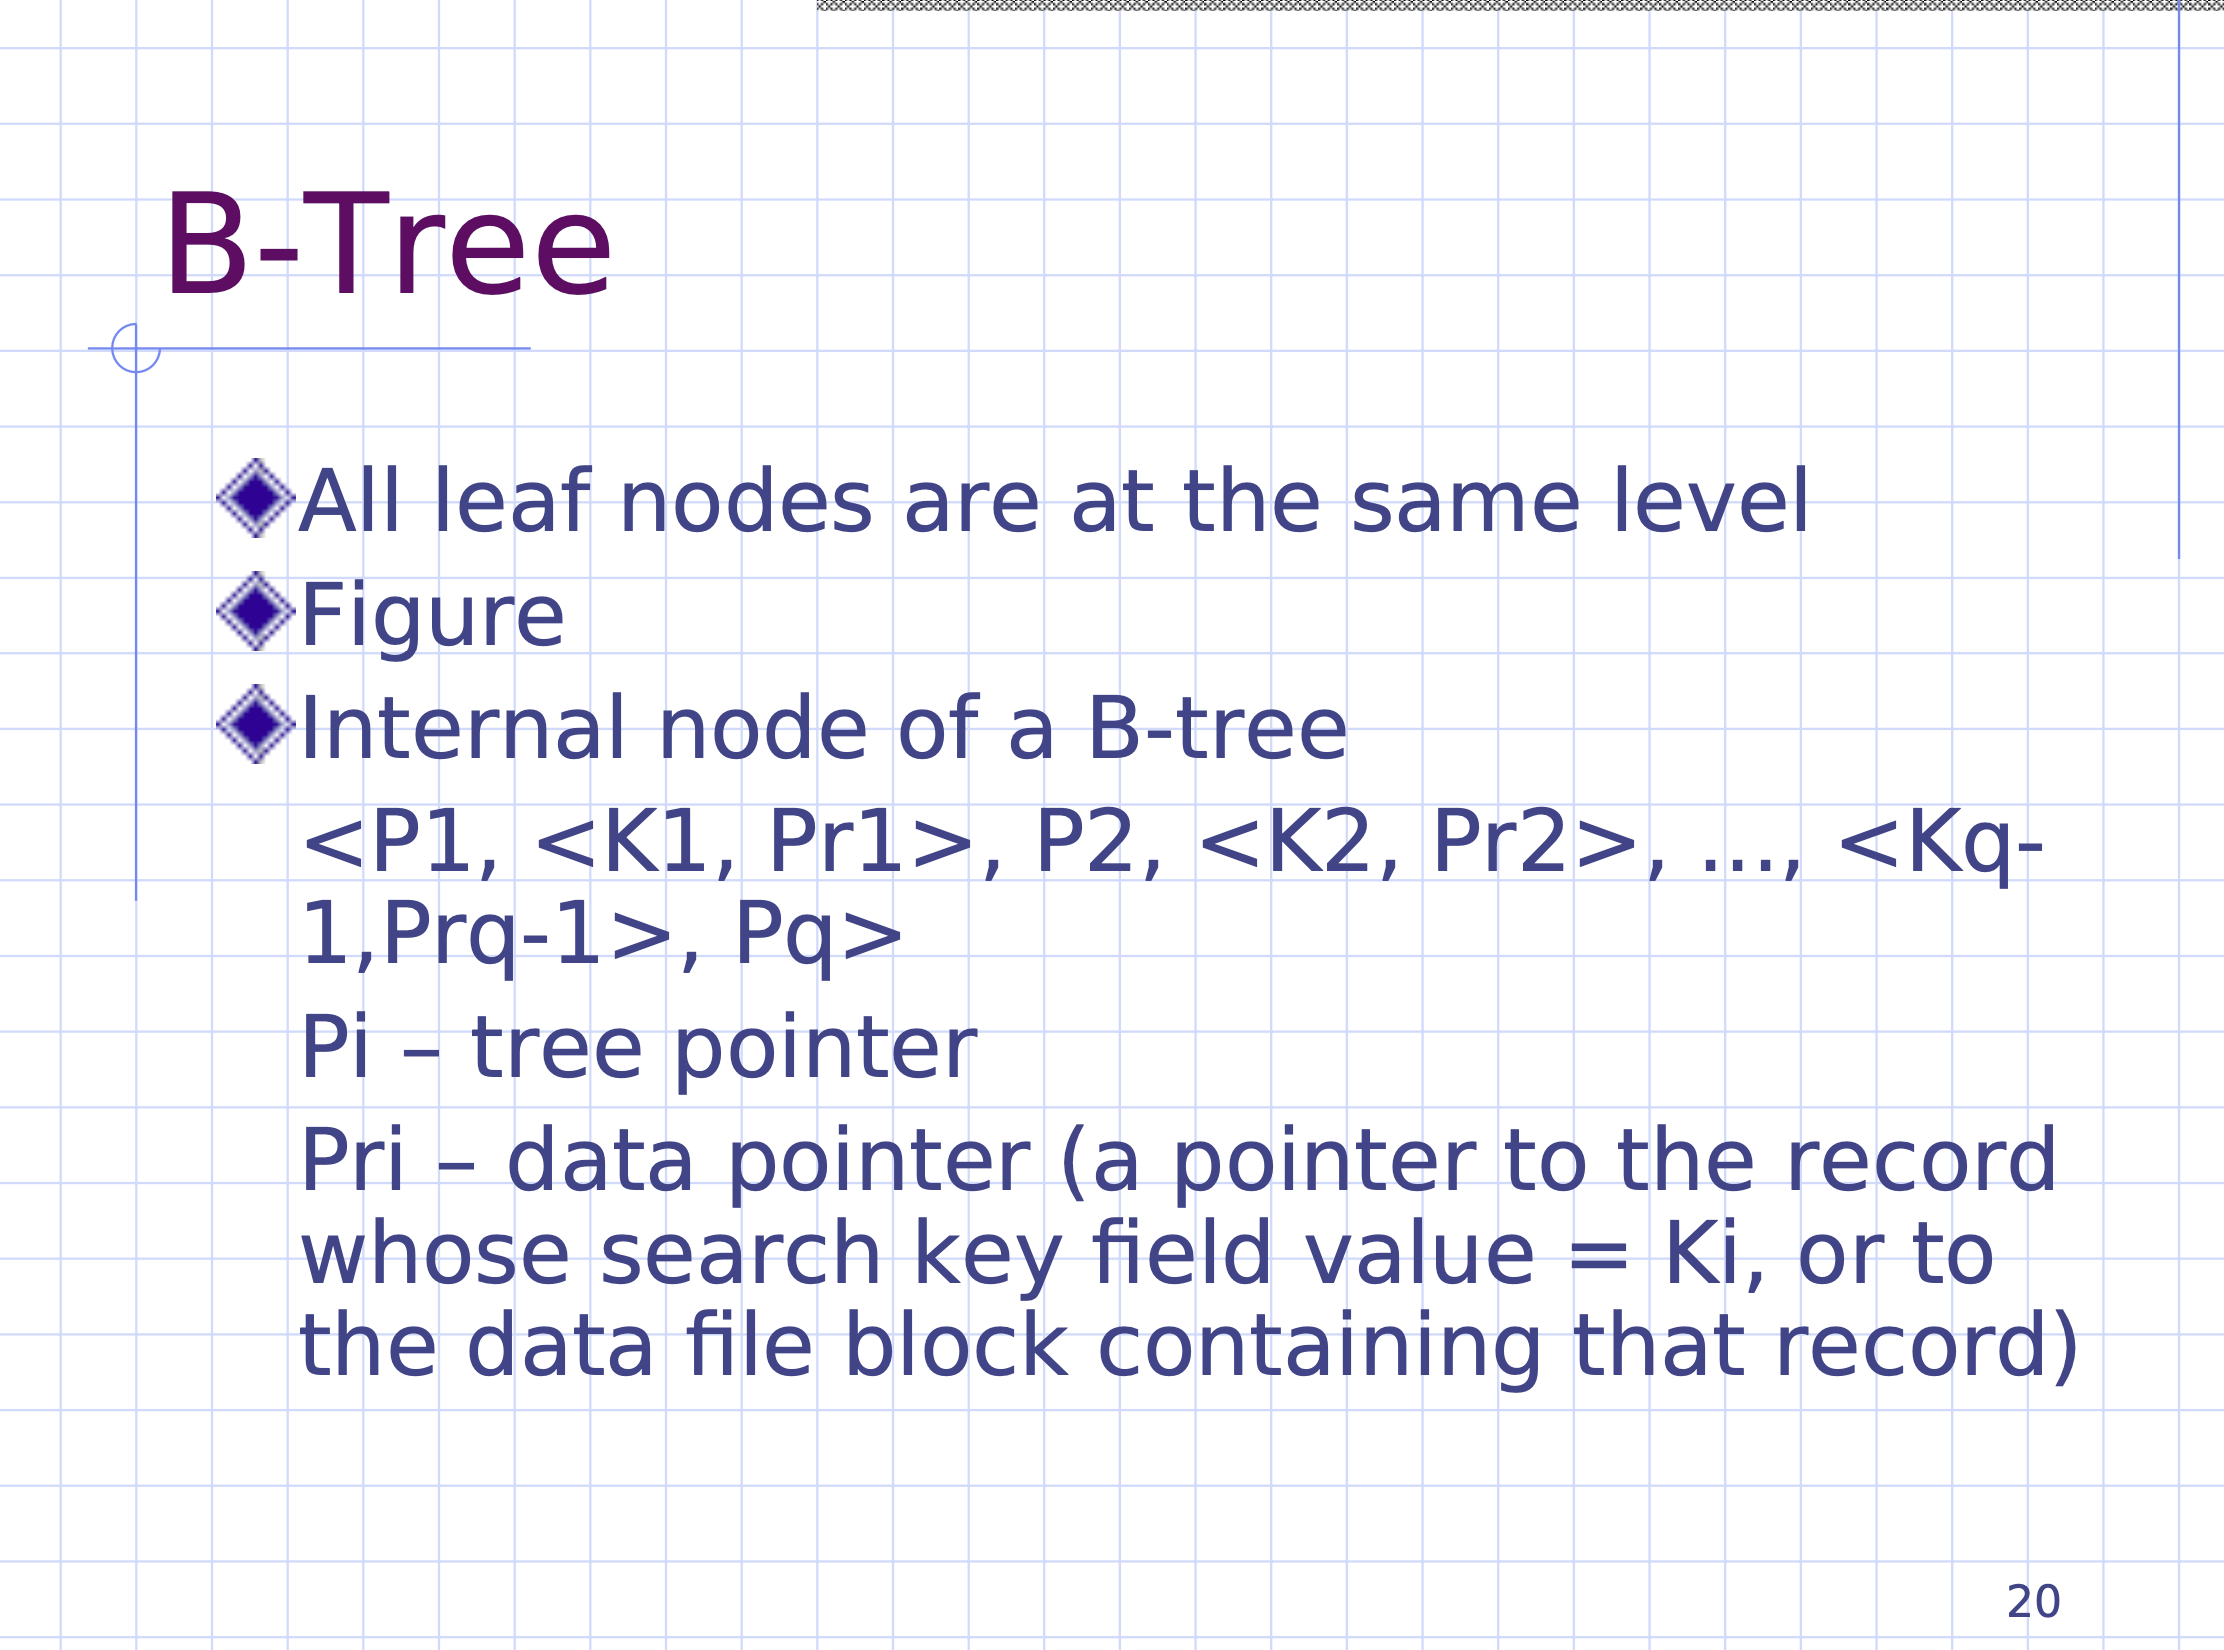 B-Tree
All leaf nodes are at the same level
Figure
Internal node of a B-tree
<P1, <K1, Pr1>, P2, <K2, Pr2>, …, <Kq-
1,Prq-1>, Pq>
Pi – tree pointer
Pri – data pointer (a pointer to the record
whose search key field value = Ki, or to
the data file block containing that record)
20